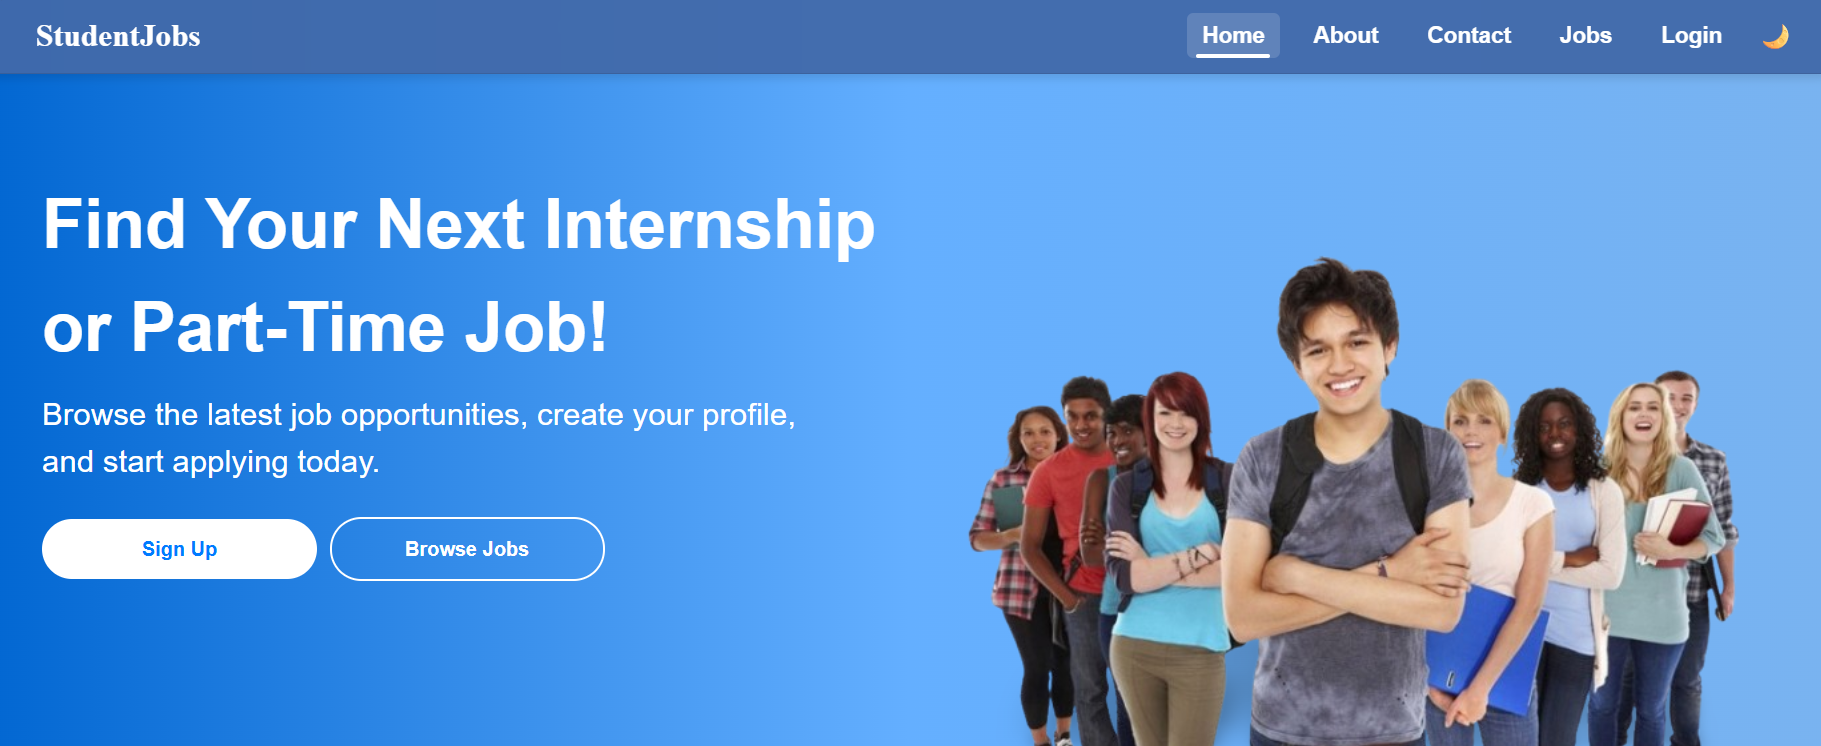 StudentJobs
Home About Contact Jobs Login
Find Your Next Internship
or Part-Time Job!
Browse the latest job opportunities, create your profile,
and start applying today.
Sign Up Browse Jobs